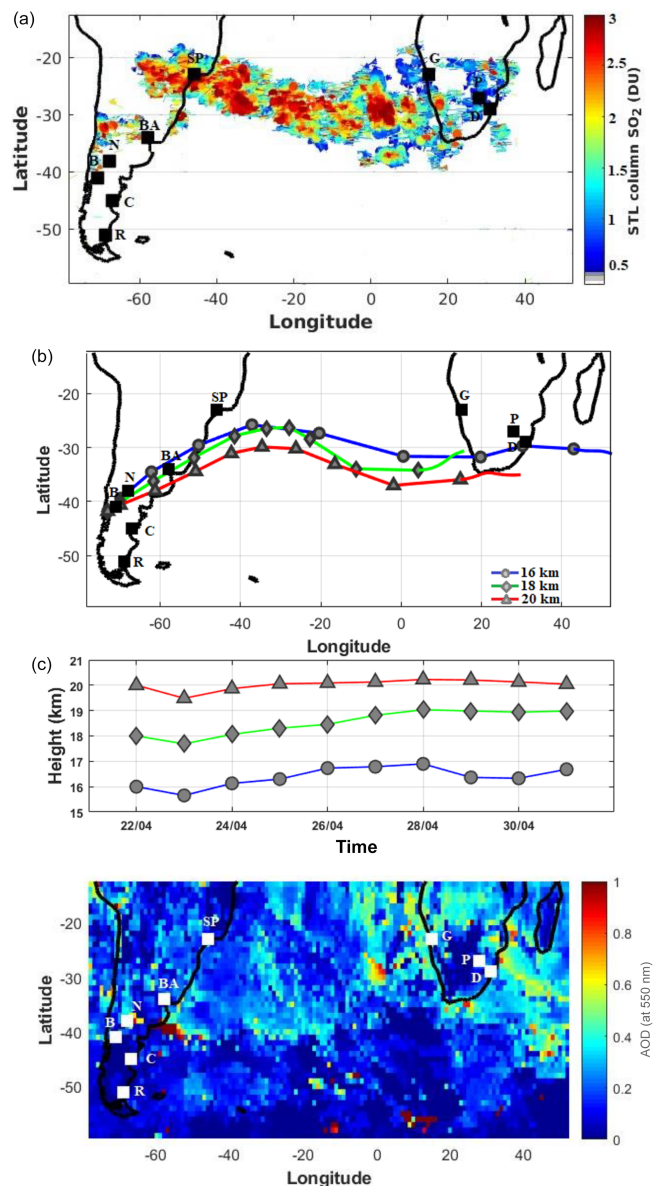 (a)
3
-20
SP
G
2.5
P
D
-30
BA
2
N
-40
B
1.5
C
1
-50
R
0.5
-60 -40 -20 0 20 40
Latitude
Longitude
STL column SO2 (DU)
(b)
-20
SP
G
P
D
-30
BA
N
-40
B
C
-50
R
16 km
18 km
20 km
-60 -40 -20 0 20 40
Latitude
Longitude
(c)
21
20
19
18
17
16
15
Height (km)
22/04 24/04 26/04 28/04 30/04
Time
1
-20
SP
G
0.8
P
D
-30
BA
0.6
N
-40
B
0.4
C
-50
R
0.2
0
-60 -40 -20 0 20 40
Latitude
Longitude
AOD (at 550 nm)